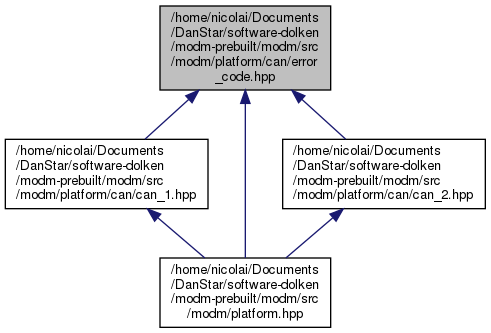 /home/nicolai/Documents
/DanStar/software-dolken
/modm-prebuilt/modm/src
/modm/platform/can/error
_code.hpp
/home/nicolai/Documents
/DanStar/software-dolken
/modm-prebuilt/modm/src
/modm/platform/can/can_1.hpp
/home/nicolai/Documents
/DanStar/software-dolken
/modm-prebuilt/modm/src
/modm/platform/can/can_2.hpp
/home/nicolai/Documents
/DanStar/software-dolken
/modm-prebuilt/modm/src
/modm/platform.hpp